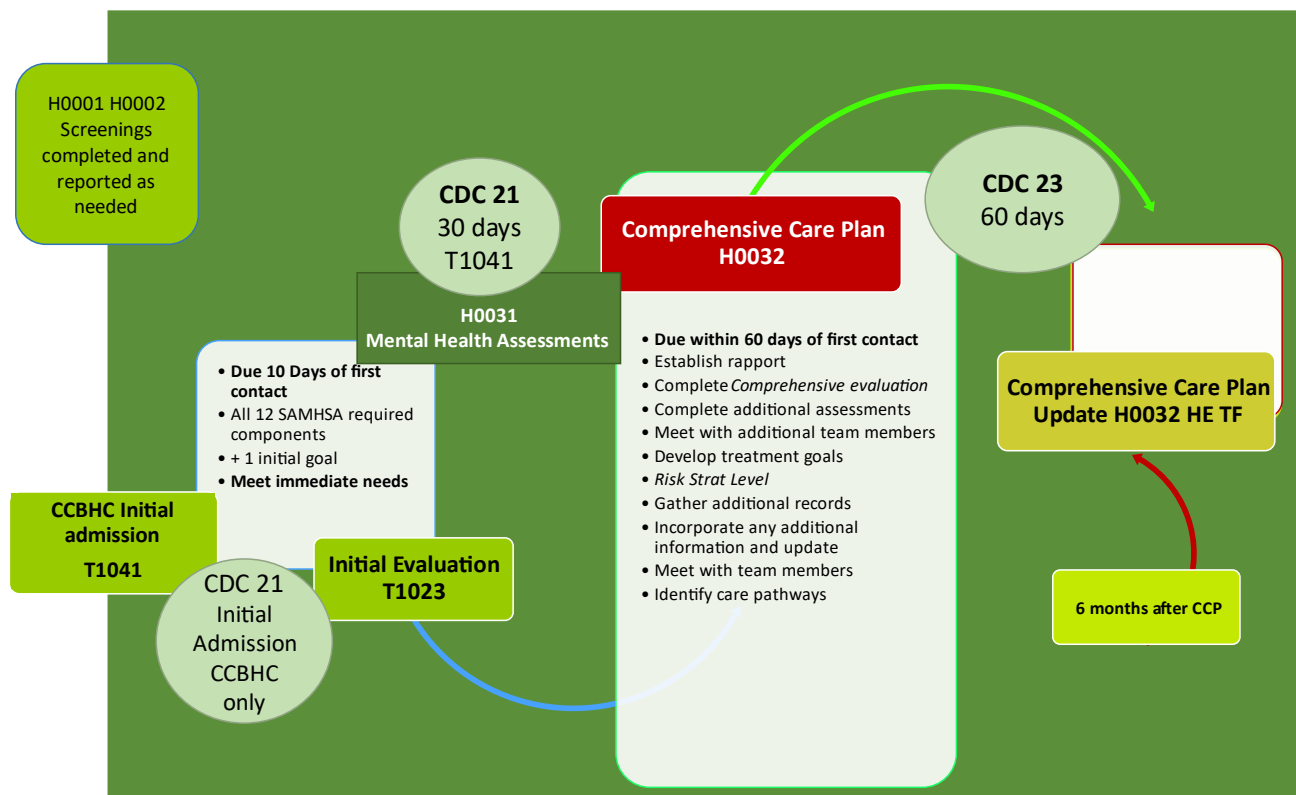 H0001 H0002
Screenings
completed and
reported as
needed
CCBHC Initial
admission
T1041
CDC 21
Initial
Admission
CCBHC
only
• Due 10 Days of first
contact
• All 12 SAMHSA required
components
• + 1 initial goal
• Meet immediate needs
Initial Evaluation
T1023
CDC 21
30 days
T1041
H0031
Mental Health Assessments
Comprehensive Care Plan
H0032
• Due within 60 days of first contact
• Establish rapport
• Complete Comprehensive evaluation
• Complete additional assessments
• Meet with additional team members
• Develop treatment goals
• Risk Strat Level
• Gather additional records
• Incorporate any additional
information and update
• Meet with team members
• Identify care pathways
CDC 23
60 days
Comprehensive Care Plan
Update H0032 HE TF
6 months after CCP